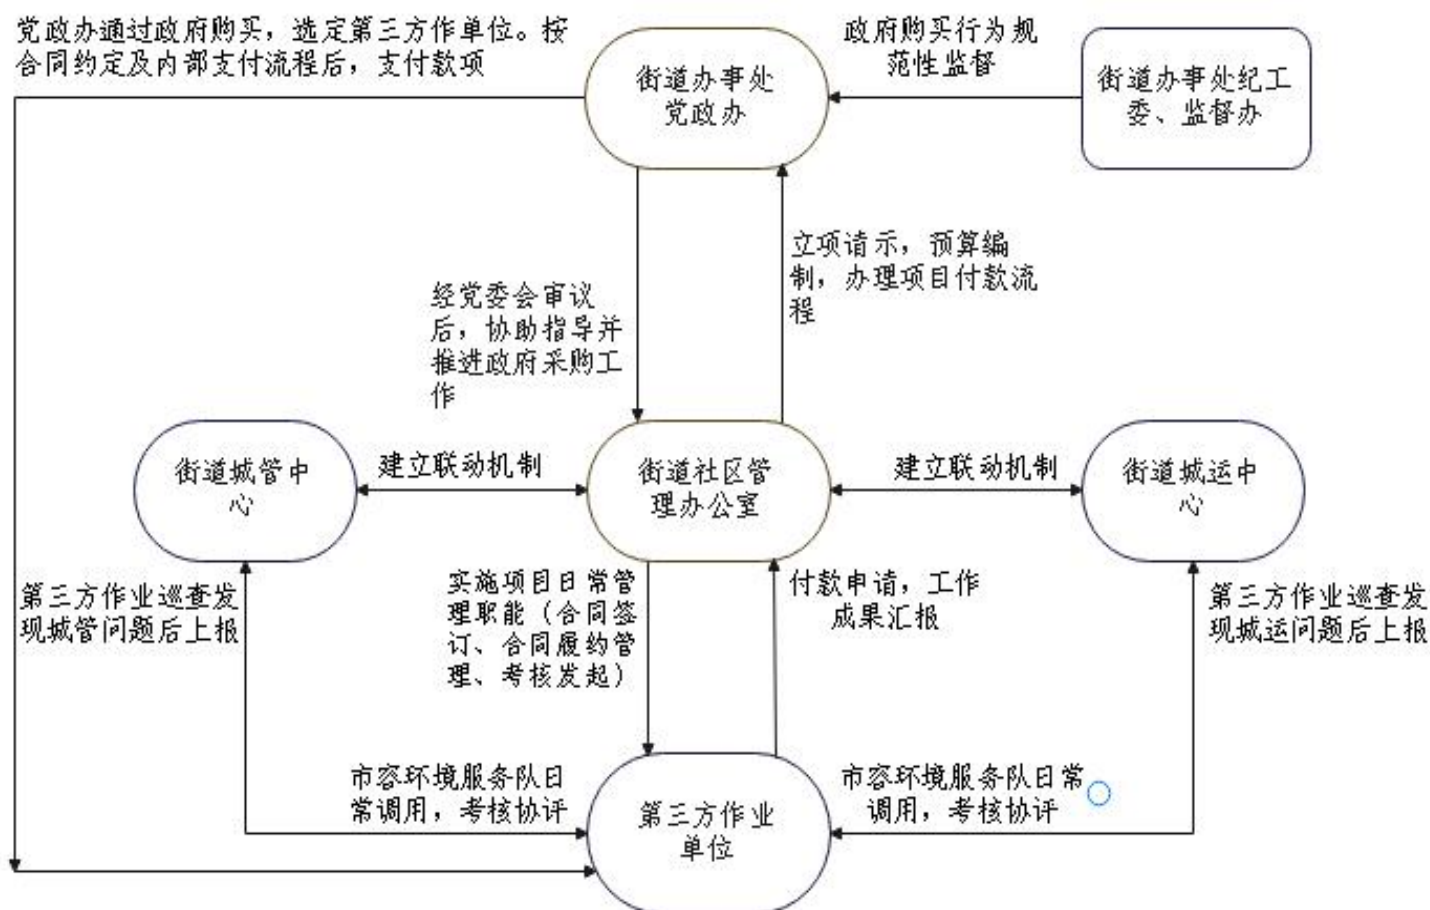 党政办通过政府购买，选定第三方作单位。按
合同约定及内部支付流程后，支付款项
街道办事处
党政办
政府购买行为规
范性监督
街道办事处纪工
委、监督办
立项请示，预算编
制，办理项目付款流
程
经党委会审议
后，协助指导并
推进政府采购工
作
街道城管中
心
建立联动机制
街道社区管
理办公室
建立联动机制
街道城运中
心
第三方作业巡查发
现城管问题后上报
实施项目日常管
理职能（合同签
订、合同履约管
理、考核发起）
付款申请，工作
成果汇报
第三方作业巡查发
现城运问题后上报
市容环境服务队日
常调用，考核协评
第三方作业
单位
市容环境服务队日常
调用，考核协评